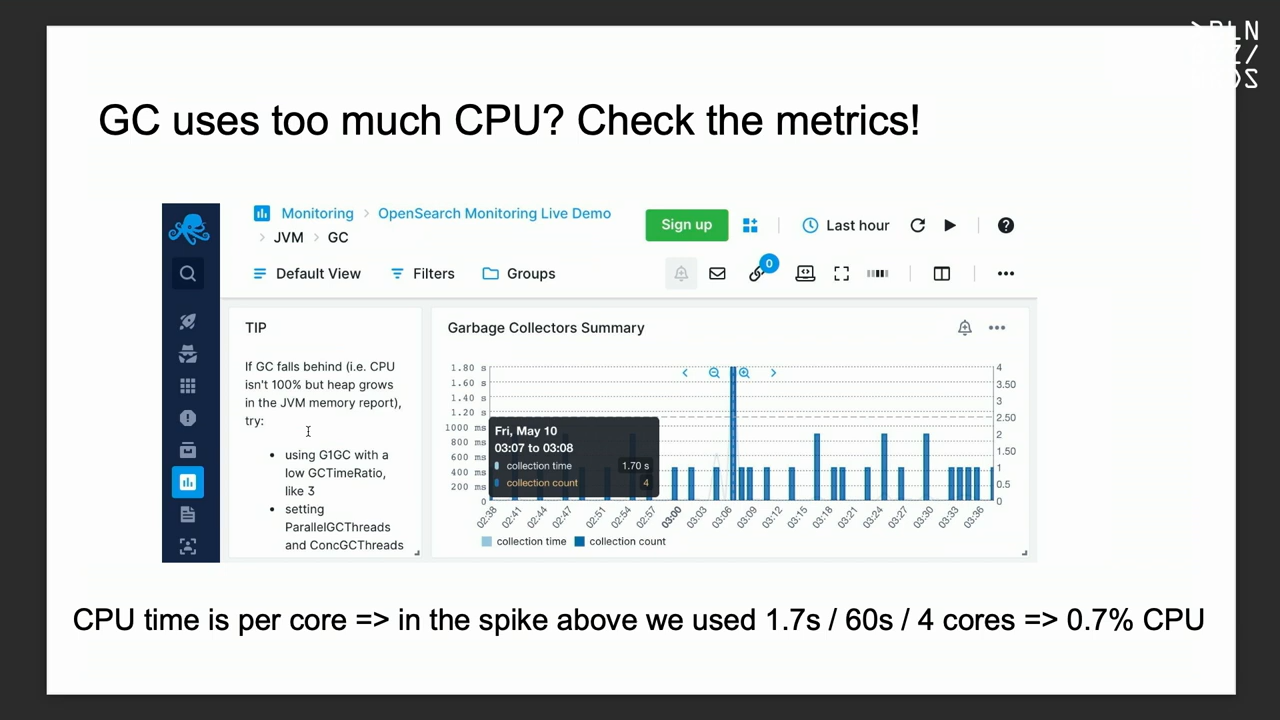 GC uses too much CPU? Check the metrics!
Monitoring > OpenSearch Monitoring Live Demo
> JVM > GC
Sign up
Last hour
Default View
Filters
Groups
0
TIP
If GC falls behind (i.e. CPU
isn't 100% but heap grows
in the JVM memory report),
try:
• using G1GC with a
low GCTimeRatio,
like 3
• setting
ParallelGCThreads
and ConcGCThreads
Garbage Collectors Summary
1.80 s
1.60 s
1.40 s
1.20 s
1000 ms
800 ms
600 ms
400 ms
200 ms
0
4
3.50
3
2.50
2
1.50
1
0.5
0
Fri, May 10
03:07 to 03:08
collection time 1.70 s
collection count 4
02:38 02:41 02:44 02:47 02:51 02:54 02:57 03:00 03:03 03:06 03:09 03:12 03:15 03:18 03:21 03:24 03:27 03:30 03:33 03:36
collection time collection count
CPU time is per core => in the spike above we used 1.7s / 60s / 4 cores => 0.7% CPU